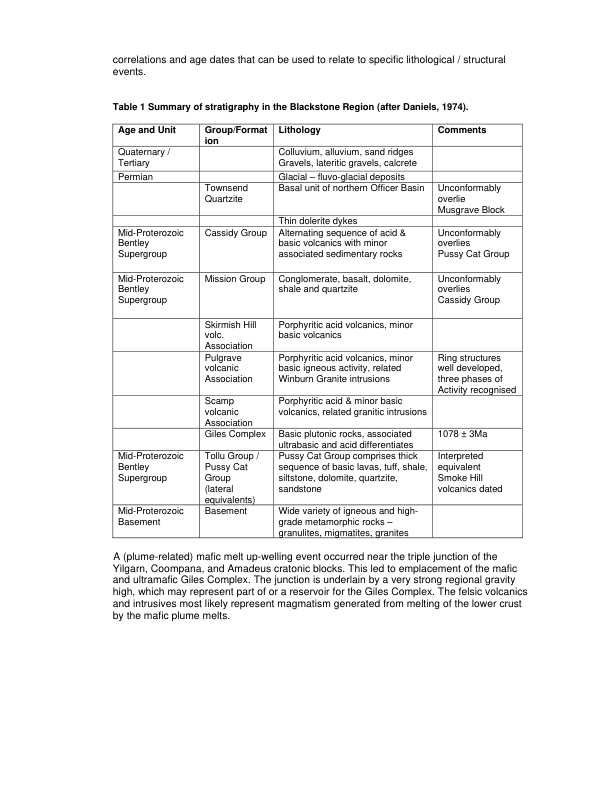 correlations and age dates that can be used to relate to specific lithological / structural
events.
Table 1 Summary of stratigraphy in the Blackstone Region (after Daniels, 1974).
Age and Unit Group/Format Lithology Comments
ion
Quaternary / Colluvium, alluvium, sand ridges
Tertiary Gravels, lateritic gravels, calcrete
Permian Glacial – fluvo-glacial deposits
Townsend Basal unit of northern Officer Basin Unconformably
Quartzite overlie
Musgrave Block
Thin dolerite dykes
Mid-Proterozoic Cassidy Group Alternating sequence of acid & Unconformably
Bentley basic volcanics with minor overlies
Supergroup associated sedimentary rocks Pussy Cat Group
Mid-Proterozoic Mission Group Conglomerate, basalt, dolomite, Unconformably
Bentley shale and quartzite overlies
Supergroup Cassidy Group
Skirmish Hill Porphyritic acid volcanics, minor
volc. basic volcanics
Association
Pulgrave Porphyritic acid volcanics, minor Ring structures
volcanic basic igneous activity, related well developed,
Association Winburn Granite intrusions three phases of
Activity recognised
Scamp Porphyritic acid & minor basic
volcanic volcanics, related granitic intrusions
Association
Giles Complex Basic plutonic rocks, associated 1078 ± 3Ma
ultrabasic and acid differentiates
Mid-Proterozoic Tollu Group / Pussy Cat Group comprises thick Interpreted
Bentley Pussy Cat sequence of basic lavas, tuff, shale, equivalent
Supergroup Group siltstone, dolomite, quartzite, Smoke Hill
(lateral sandstone volcanics dated
equivalents)
Mid-Proterozoic Basement Wide variety of igneous and high-
Basement grade metamorphic rocks –
granulites, migmatites, granites
A (plume-related) mafic melt up-welling event occurred near the triple junction of the
Yilgarn, Coompana, and Amadeus cratonic blocks. This led to emplacement of the mafic
and ultramafic Giles Complex. The junction is underlain by a very strong regional gravity
high, which may represent part of or a reservoir for the Giles Complex. The felsic volcanics
and intrusives most likely represent magmatism generated from melting of the lower crust
by the mafic plume melts.